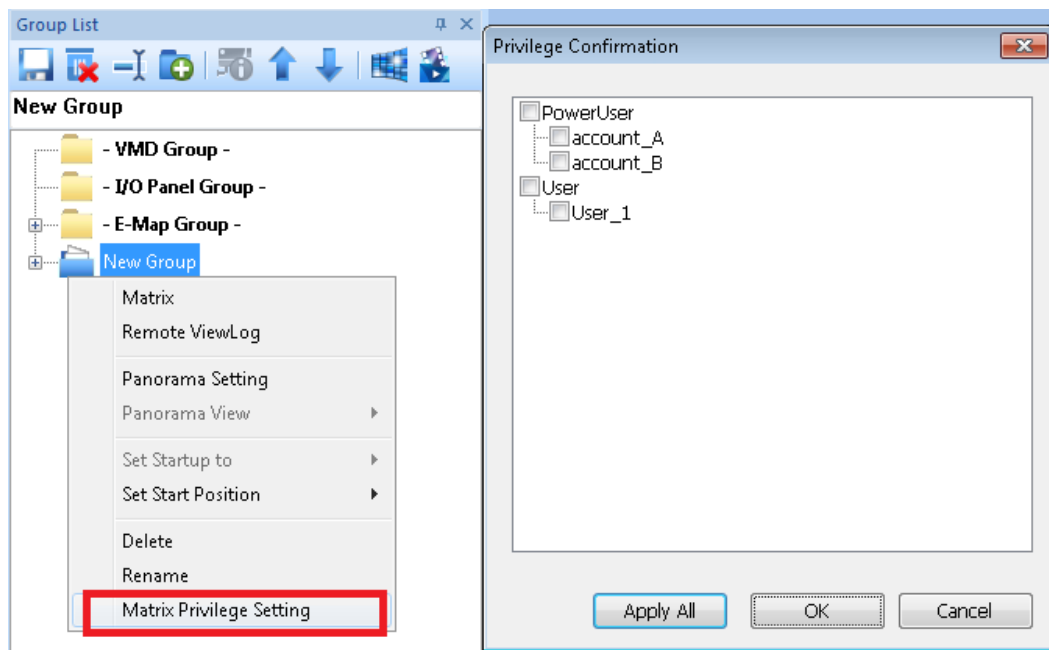 Group List
New Group
- VMD Group -
- I/O Panel Group -
- E-Map Group -
New Group
Matrix
Remote ViewLog
Panorama Setting
Panorama View
Set Startup to
Set Start Position
Delete
Rename
Matrix Privilege Setting
Privilege Confirmation
PowerUser
account_A
account_B
User
User_1
Apply All
OK
Cancel